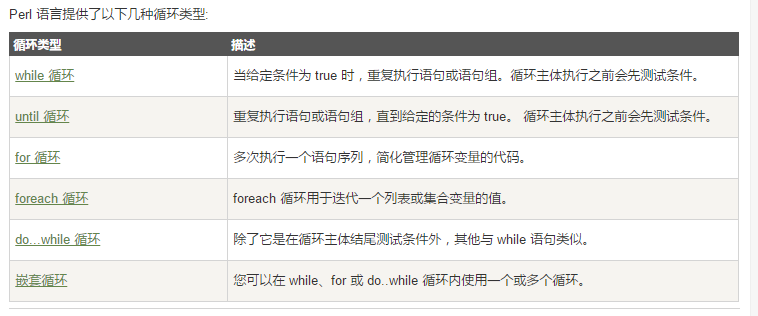 Perl 语言提供了以下几种循环类型:
循环类型 描述
while 循环 当给定条件为 true 时，重复执行语句或语句组。循环主体执行之前会先测试条件。
until 循环 重复执行语句或语句组，直到给定的条件为 true。 循环主体执行之前会先测试条件。
for 循环 多次执行一个语句序列，简化管理循环变量的代码。
foreach 循环 foreach 循环用于迭代一个列表或集合变量的值。
do...while 循环 除了它是在循环主体结尾测试条件外，其他与 while 语句类似。
嵌套循环 您可以在 while、for 或 do..while 循环内使用一个或多个循环。